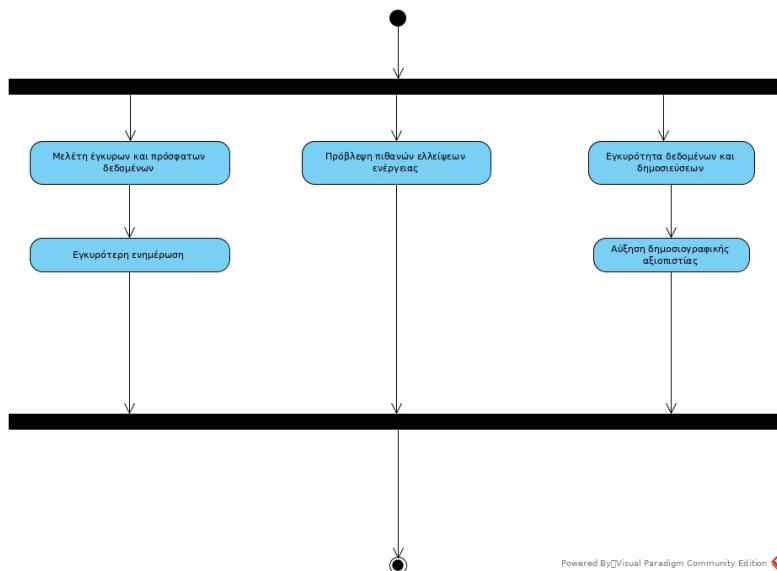 Μελέτη έγκυρων και πρόσφατων
δεδομένων
Πρόβλεψη πιθανών ελλείψεων
ενέργειας
Εγκυρότητα δεδομένων και
δημοσιεύσεων
Εγκυρότερη ενημέρωση
Αύξηση δημοσιογραφικής
αξιοπιστίας
Powered By Visual Paradigm Community Edition